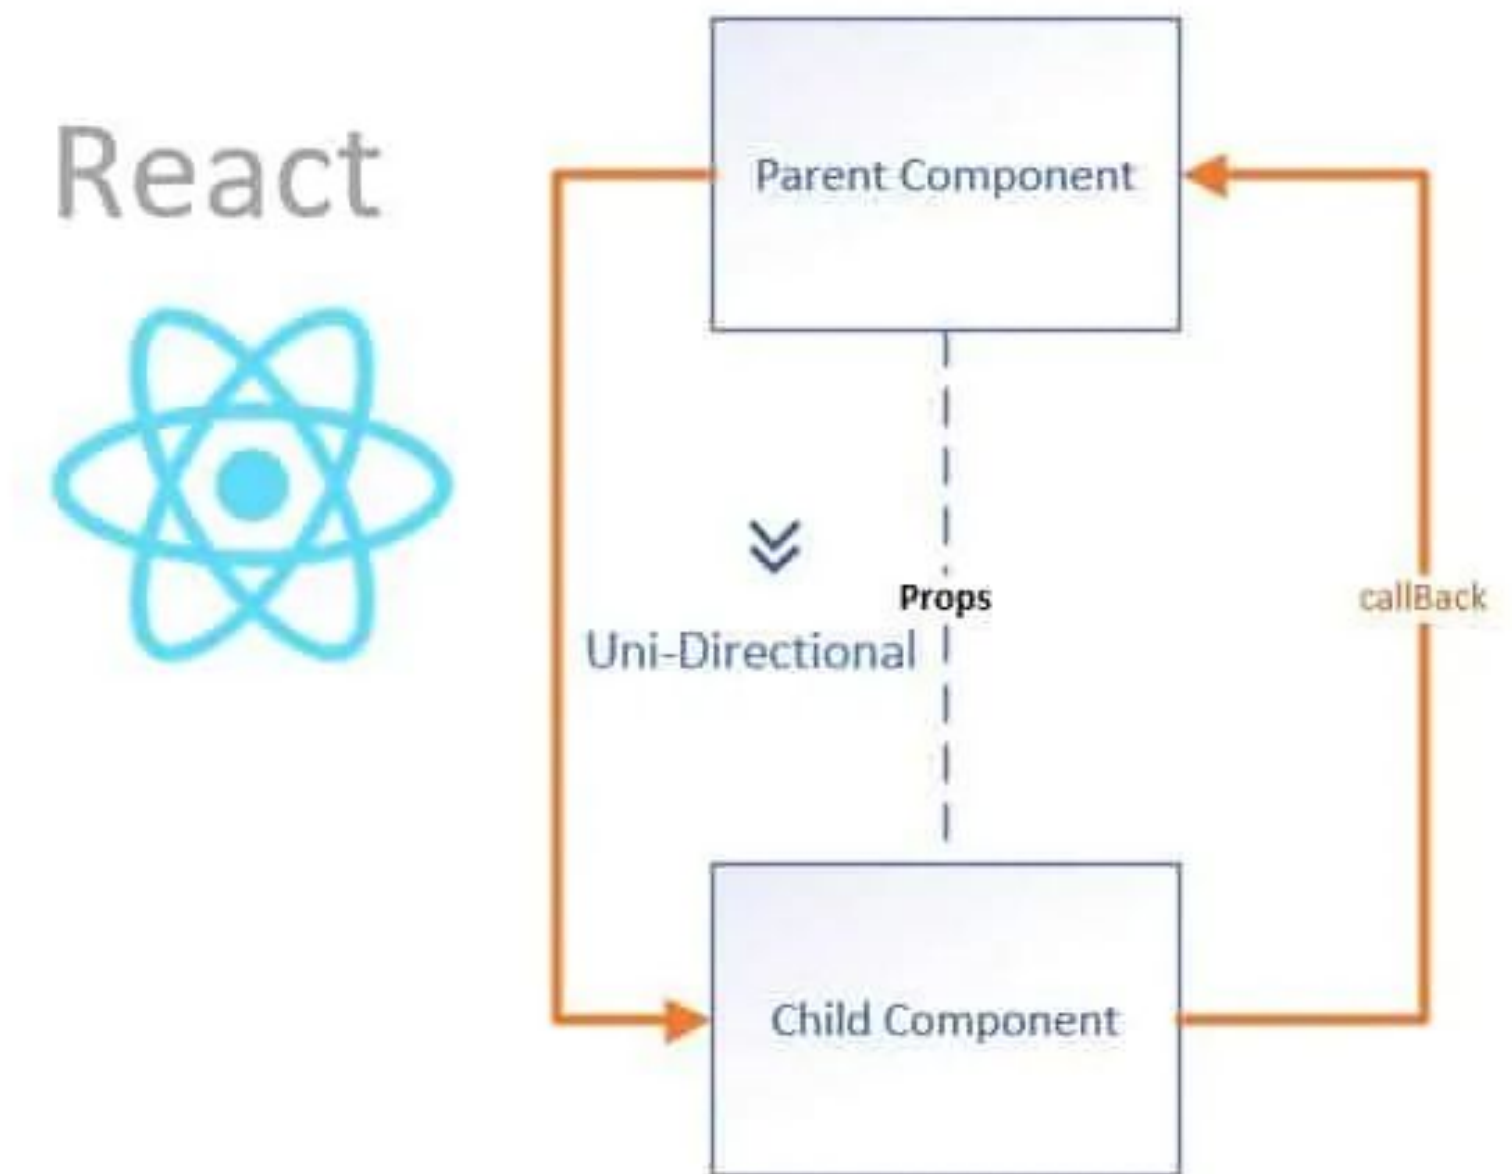 React
Parent Component
Props
callBack
Uni-Directional
Child Component